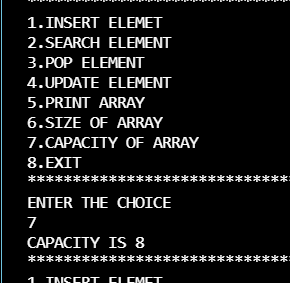 ******************************
1.INSERT ELEMET
2.SEARCH ELEMENT
3.POP ELEMENT
4.UPDATE ELEMENT
5.PRINT ARRAY
6.SIZE OF ARRAY
7.CAPACITY OF ARRAY
8.EXIT
******************************
ENTER THE CHOICE
7
CAPACITY IS 8
******************************
1.INSERT ELEMET